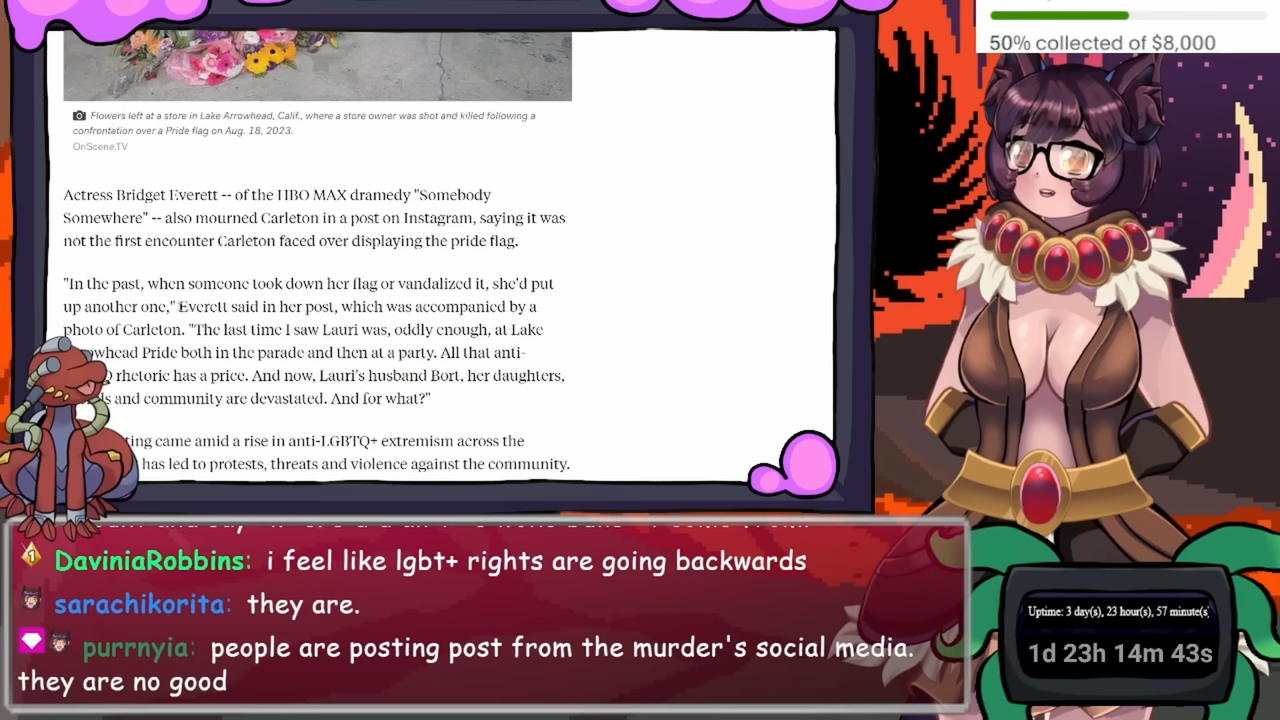 50% collected of $8,000
Flowers left at a store in Lake Arrowhead, Calif., where a store owner was shot and killed following a
confrontation over a Pride flag on Aug. 18, 2023.
OnScene.TV
Actress Bridget Everett -- of the HBO MAX dramedy "Somebody
Somewhere" -- also mourned Carleton in a post on Instagram, saying it was
not the first encounter Carleton faced over displaying the pride flag.
"In the past, when someone took down her flag or vandalized it, she'd put
up another one," Everett said in her post, which was accompanied by a
photo of Carleton. "The last time I saw Lauri was, oddly enough, at Lake
Pride both in the parade and then at a party. All that anti-
rhetoric has a price. And now, Lauri's husband Bort, her daughters,
and community are devastated. And for what?"
came amid a rise in anti-LGBTQ+ extremism across the
has led to protests, threats and violence against the community.
DaviniaRobbins: i feel like lgbt+ rights are going backwards
sarachikorita: they are.
purrnyia: people are posting post from the murder's social media.
they are no good
Uptime: 3 day(s), 23 hour(s), 57 minute(s)
1d 23h 14m 43s